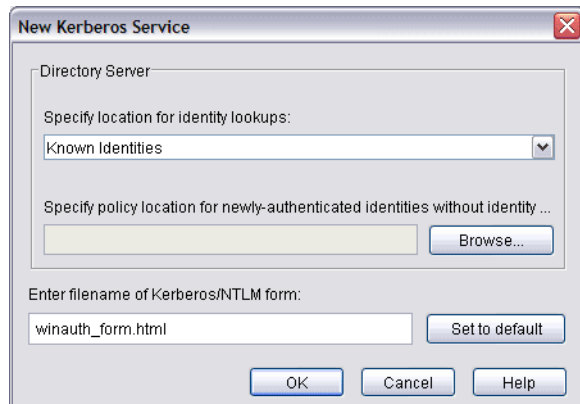 New Kerberos Service
Directory Server
Specify location for identity lookups:
Known Identities
Specify policy location for newly-authenticated identities without identity ...
Browse...
Enter filename of Kerberos/NTLM form:
winauth_form.html
Set to default
OK
Cancel
Help